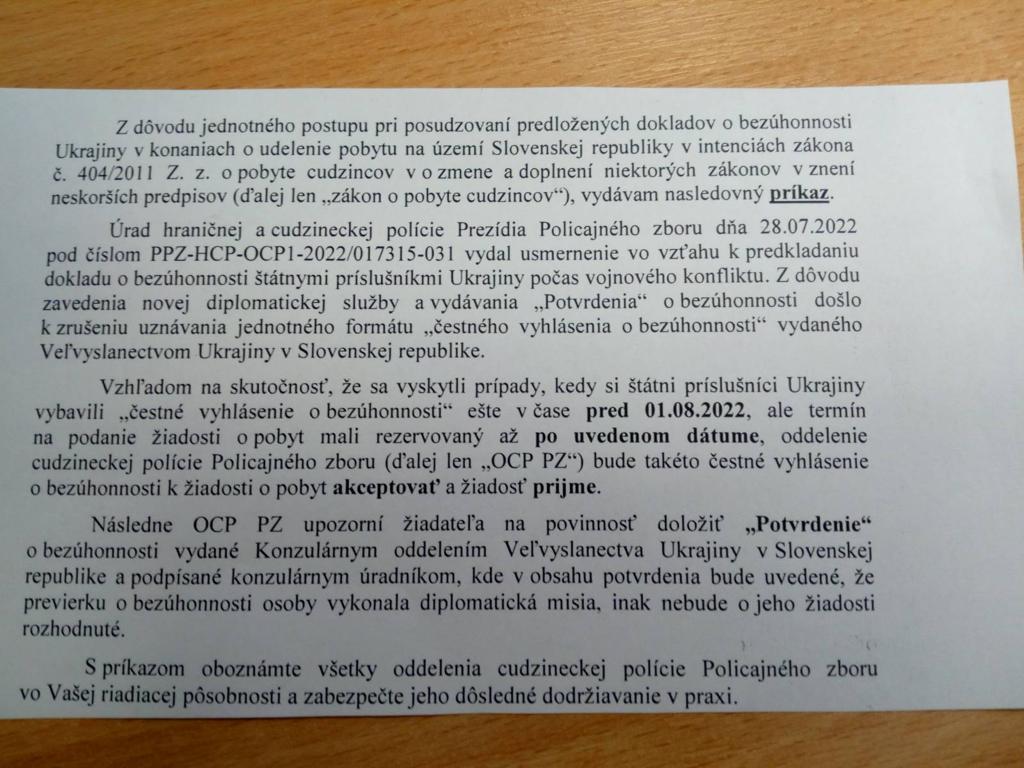 Z dôvodu jednotného postupu pri posudzovaní predložených dokladov o bezúhonnosti
Ukrajiny v konaniach o udelenie pobytu na území Slovenskej republiky v intenciách zákona
č. 404/2011 Z. z. o pobyte cudzincov v o zmene a doplnení niektorých zákonov v znení
neskorších predpisov (ďalej len „zákon o pobyte cudzincov“), vydávam nasledovný príkaz.
Úrad hraničnej a cudzineckej polície Prezídia Policajného zboru dňa 28.07.2022
pod číslom PPZ-HCP-OCP1-2022/017315-031 vydal usmernenie vo vzťahu k predkladaniu
dokladu o bezúhonnosti štátnymi príslušníkmi Ukrajiny počas vojnového konfliktu. Z dôvodu
zavedenia novej diplomatickej služby a vydávania „Potvrdenia“ o bezúhonnosti došlo
k zrušeniu uznávania jednotného formátu „čestného vyhlásenia o bezúhonnosti“ vydaného
Veľvyslanectvom Ukrajiny v Slovenskej republike.
Vzhľadom na skutočnosť, že sa vyskytli prípady, kedy si štátni príslušníci Ukrajiny
vybavili „čestné vyhlásenie o bezúhonnosti“ ešte v čase pred 01.08.2022, ale termín
na podanie žiadosti o pobyt mali rezervovaný až po uvedenom dátume, oddelenie
cudzineckej polície Policajného zboru (ďalej len „OCP PZ“) bude takéto čestné vyhlásenie
o bezúhonnosti k žiadosti o pobyt akceptovať a žiadosť prijme.
Následne OCP PZ upozorní žiadateľa na povinnosť doložiť „Potvrdenie“
o bezúhonnosti vydané Konzulárnym oddelením Veľvyslanectva Ukrajiny v Slovenskej
republike a podpísané konzulárnym úradníkom, kde v obsahu potvrdenia bude uvedené, že
previerku o bezúhonnosti osoby vykonala diplomatická misia, inak nebude o jeho žiadosti
rozhodnuté.
S príkazom oboznámte všetky oddelenia cudzineckej polície Policajného zboru
vo Vašej riadiacej pôsobnosti a zabezpečte jeho dôsledné dodržiavanie v praxi.